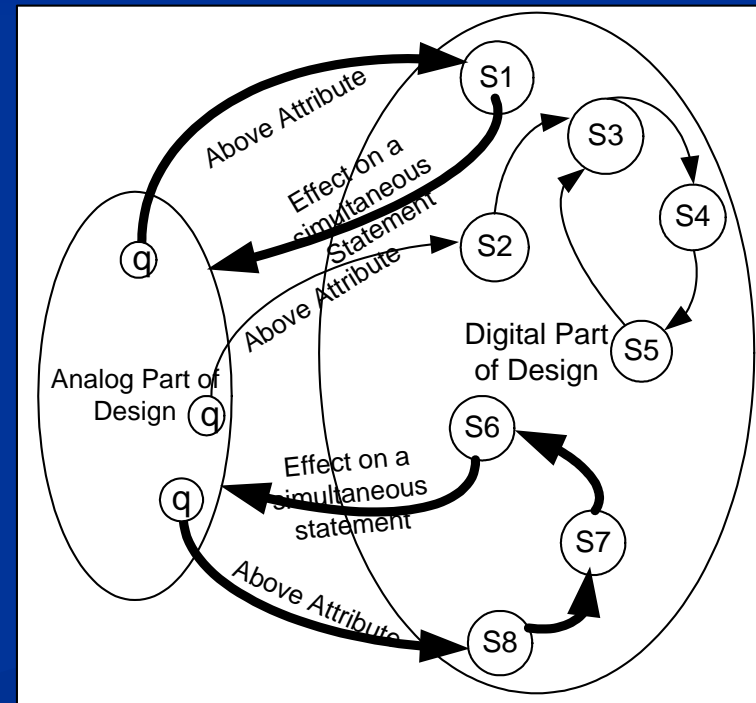 S1
Above Attribute
Effect on a
simultaneous
Statement
S3
S4
S2
q
Above Attribute
Digital Part
of Design
S5
Analog Part of
Design
q
S6
Effect on a
simultaneous
statement
q
S7
Above Attribute
S8